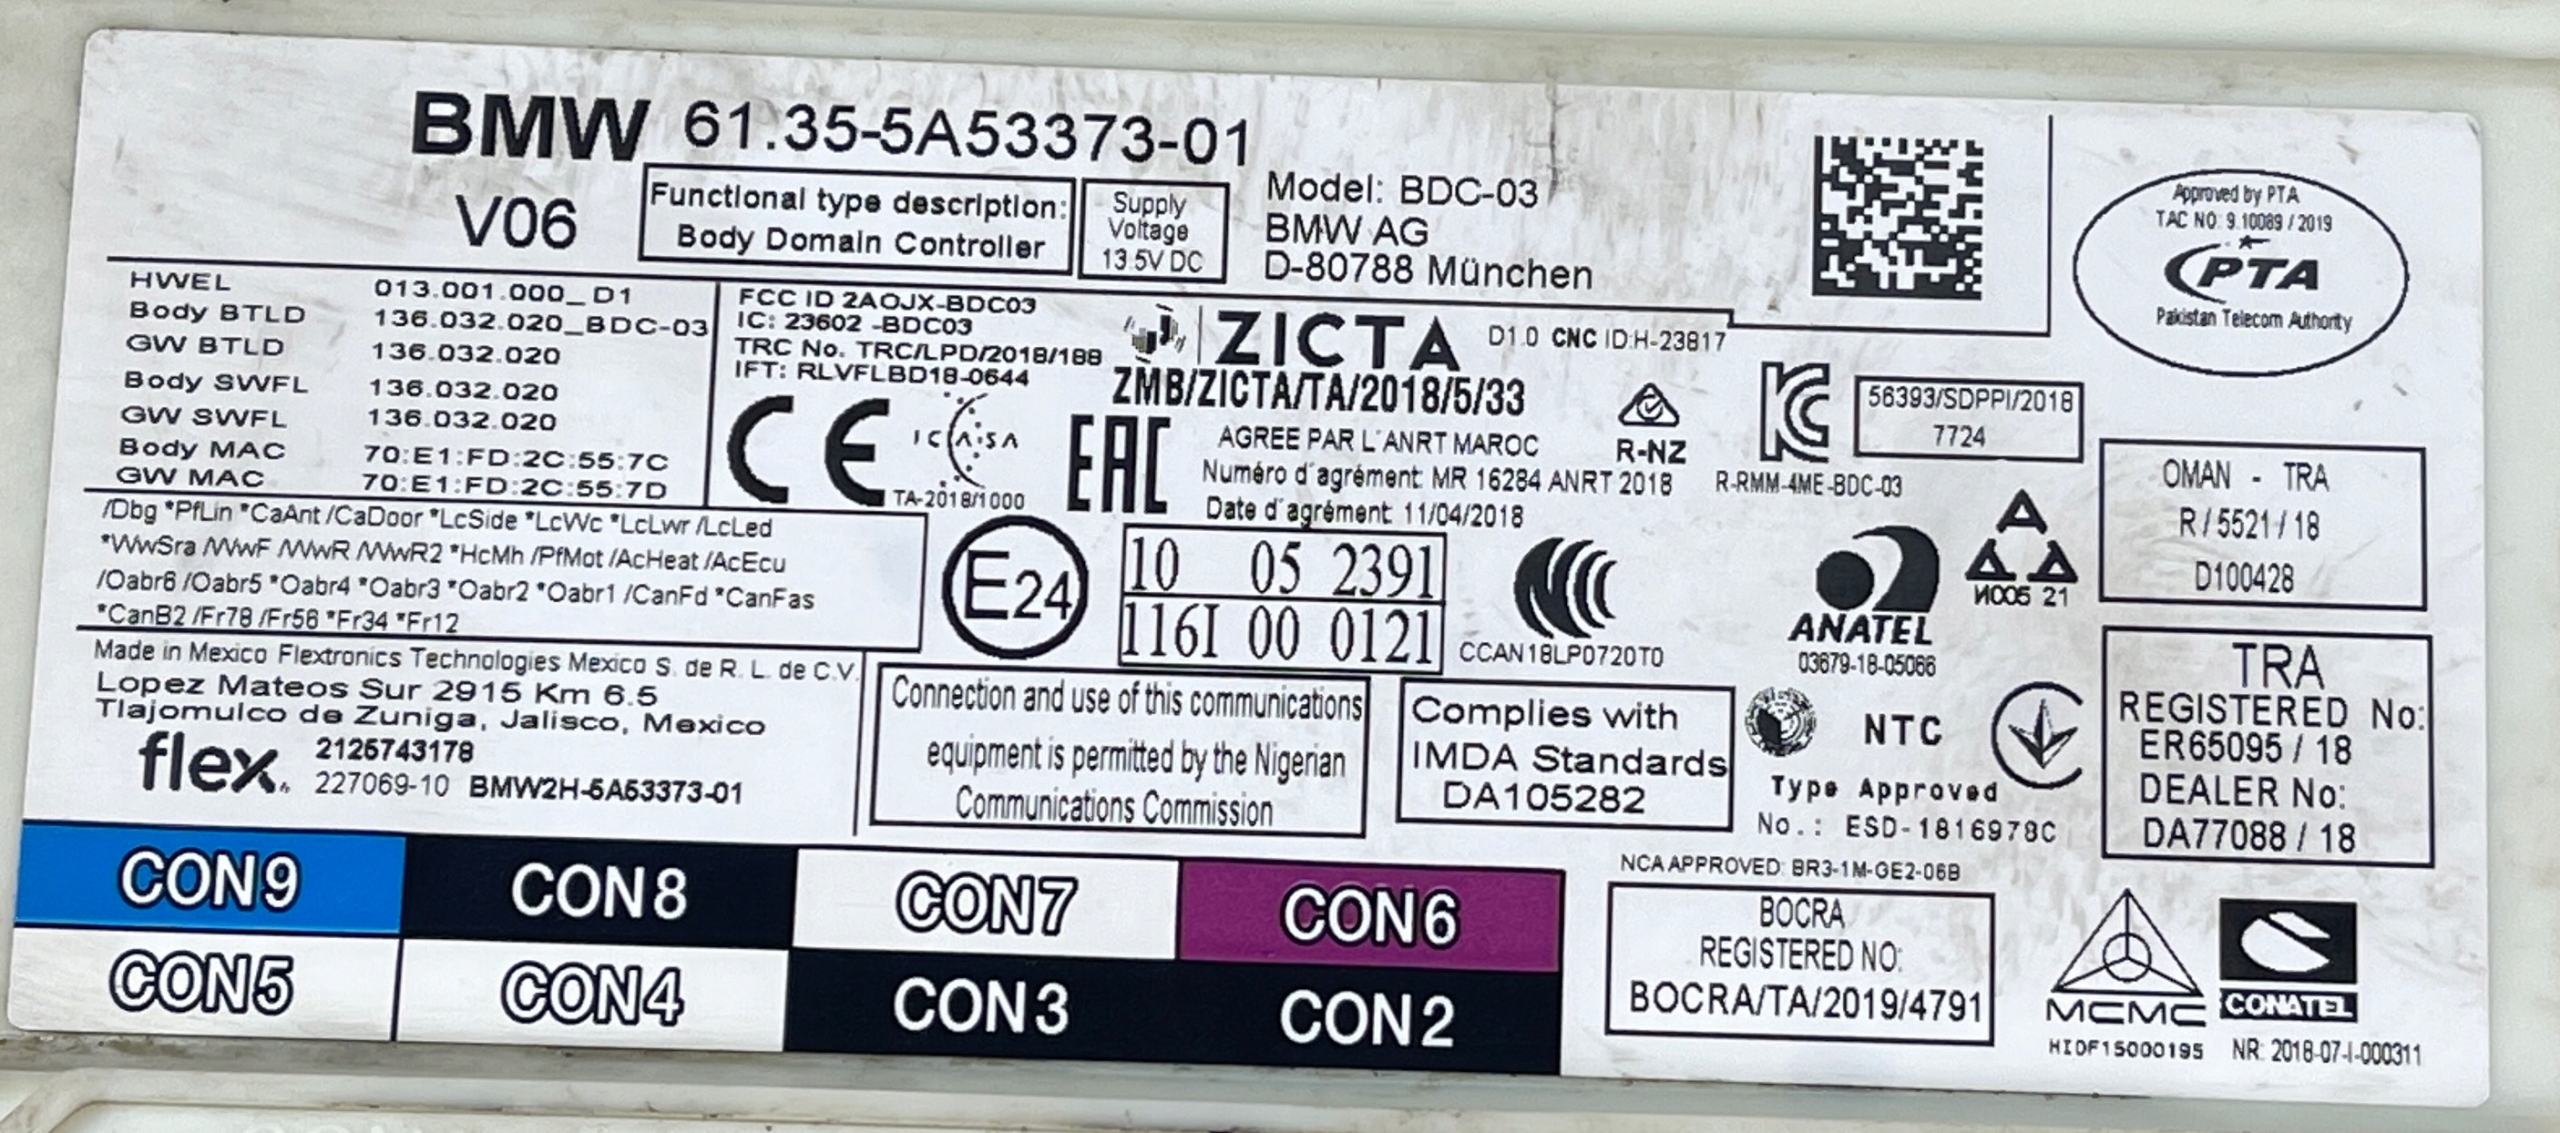 BMW 61.35-5A53373-01
V06
Functional type description:
Body Domain Controller
Supply
Voltage
13.5V DC
Model: BDC-03
BMW AG
D-80788 München
Approved by PTA
TAC NO: 9.10089 / 2019
PTA
Pakistan Telecom Authority
HWEL 013.001.000_D1
Body BTLD 136.032.020_BDC-03
GW BTLD 136.032.020
Body SWFL 136.032.020
GW SWFL 136.032.020
Body MAC 70:E1:FD:2C:55:7C
GW MAC 70:E1:FD:2C:55:7D
FCC ID 2AOJX-BDC03
IC: 23602 -BDC03
TRC No. TRC/LPD/2018/188
IFT: RLVFLBD18-0644
ZICTA
ZMB/ZICTA/TA/2018/5/33
D1.0 CNC ID:H-23817
CE
ICASA
TA-2018/1000
EAC
AGREE PAR L'ANRT MAROC
Numéro d'agrément: MR 16284 ANRT 2018
Date d'agrément: 11/04/2018
R-NZ
KC
R-RMM-4ME-BDC-03
56393/SDPPI/2018
7724
OMAN - TRA
R / 5521 / 18
D100428
/Dbg *PfLin *CaAnt /CaDoor *LcSide *LcWc *LcLwr /LcLed
*WwSra /WwF /WwR /WwR2 *HcMh /PfMot /AcHeat /AcEcu
/Oabr6 /Oabr5 *Oabr4 *Oabr3 *Oabr2 *Oabr1 /CanFd *CanFas
*CanB2 /Fr78 /Fr56 *Fr34 *Fr12
E24
10 05 2391
116I 00 0121
CCAN18LP0720T0
ANATEL
03679-18-05066
И005 21
TRA
REGISTERED No:
ER65095 / 18
DEALER No:
DA77088 / 18
Made in Mexico Flextronics Technologies Mexico S. de R. L. de C.V.
Lopez Mateos Sur 2915 Km 6.5
Tlajomulco de Zuniga, Jalisco, Mexico
flex
2125743178
227069-10 BMW2H-5A53373-01
Connection and use of this communications
equipment is permitted by the Nigerian
Communications Commission
Complies with
IMDA Standards
DA105282
NTC
Type Approved
No.: ESD-1816978C
CON9 CON8 CON7 CON6
CON5 CON4 CON3 CON2
NCA APPROVED: BR3-1M-GE2-06B
BOCRA
REGISTERED NO:
BOCRA/TA/2019/4791
MCMC
HIDF15000195
CONATEL
NR: 2018-07-I-000311